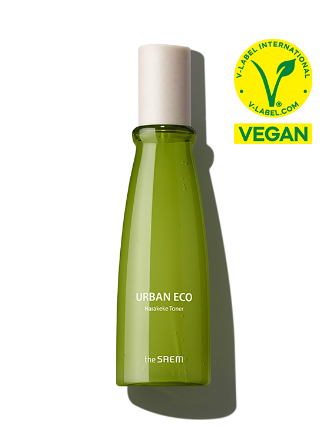 V-LABEL INTERNATIONAL
V-LABEL.COM
®
VEGAN
URBAN ECO
Harakeke Toner
the SAEM